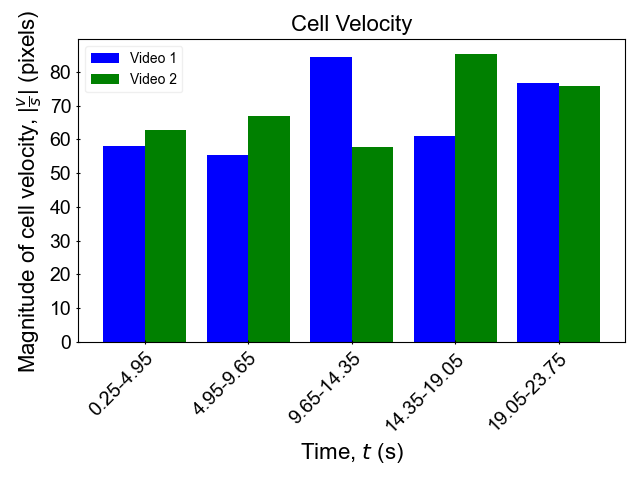 Cell Velocity
Magnitude of cell velocity, |v/s| (pixels)
80
70
60
50
40
30
20
10
0
Video 1
Video 2
0.25-4.95
4.95-9.65
9.65-14.35
14.35-19.05
19.05-23.75
Time, t (s)